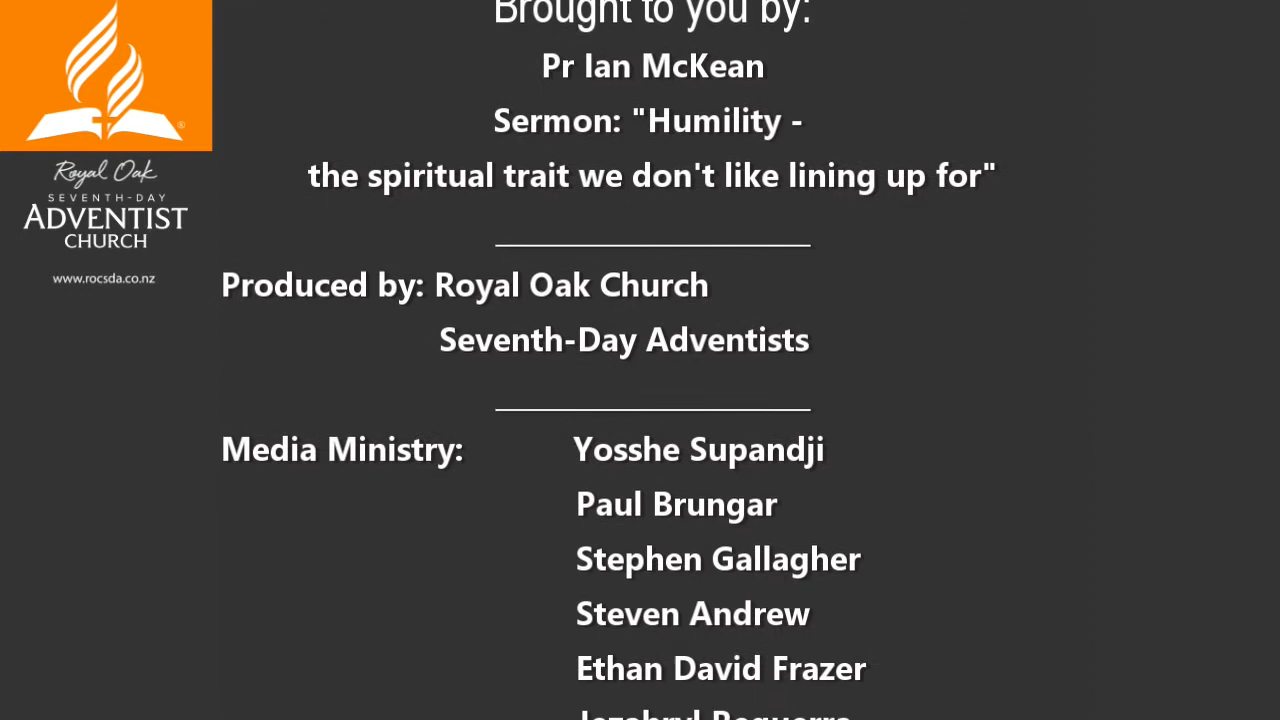 Brought to you by:
Pr Ian McKean
Sermon: "Humility -
the spiritual trait we don't like lining up for"
Produced by: Royal Oak Church
Seventh-Day Adventists
Media Ministry: Yosshe Supandji
Paul Brungar
Stephen Gallagher
Steven Andrew
Ethan David Frazer
Royal Oak
SEVENTH-DAY
ADVENTIST
CHURCH
www.rocsda.co.nz